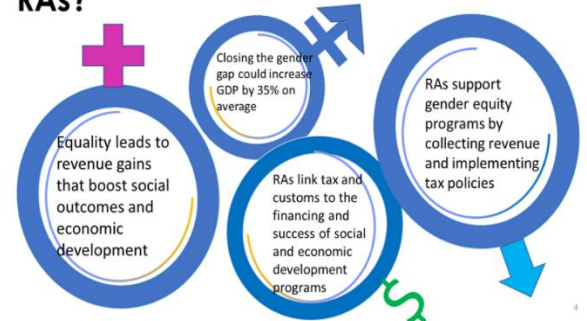 RAs?
Equality leads to
revenue gains
that boost social
outcomes and
economic
development
Closing the gender
gap could increase
GDP by 35% on
average
RAs link tax and
customs to the
financing and
success of social
and economic
development
programs
$
RAs support
gender equity
programs by
collecting revenue
and implementing
tax policies
4